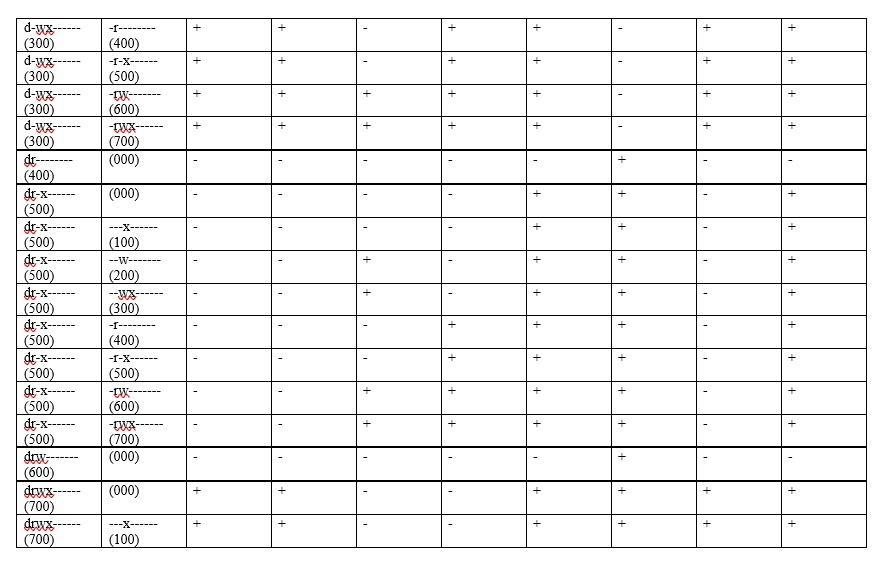 d-wx------ -r-------- + + - + + - + +
(300) (400)
d-wx------ -r-x------ + + - + + - + +
(300) (500)
d-wx------ -rw------- + + + + + - + +
(300) (600)
d-wx------ -rwx------ + + + + + - + +
(300) (700)
dr-------- (000) - - - - - + - -
(400)
dr-x------ (000) - - - - + + - +
(500)
dr-x------ ---x------ - - - - + + - +
(500) (100)
dr-x------ --w------- - - + - + + - +
(500) (200)
dr-x------ --wx------ - - + - + + - +
(500) (300)
dr-x------ -r-------- - - - + + + - +
(500) (400)
dr-x------ -r-x------ - - - + + + - +
(500) (500)
dr-x------ -rw------- - - + + + + - +
(500) (600)
dr-x------ -rwx------ - - + + + + - +
(500) (700)
drw------- (000) - - - - - + - -
(600)
drwx------ (000) + + - - + + + +
(700)
drwx------ ---x------ + + - - + + + +
(700) (100)